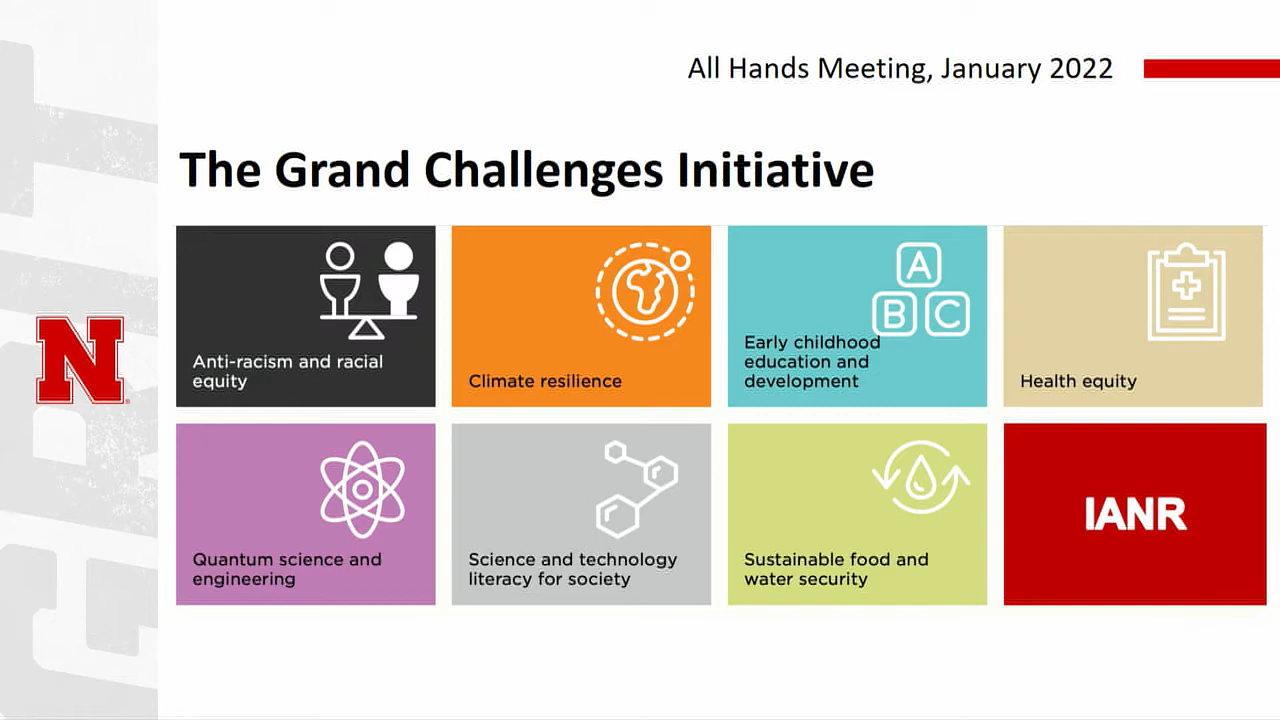 All Hands Meeting, January 2022
The Grand Challenges Initiative
Anti-racism and racial
equity
Climate resilience
A
B C
Early childhood
education and
development
Health equity
Quantum science and
engineering
Science and technology
literacy for society
Sustainable food and
water security
IANR
N
GRIT